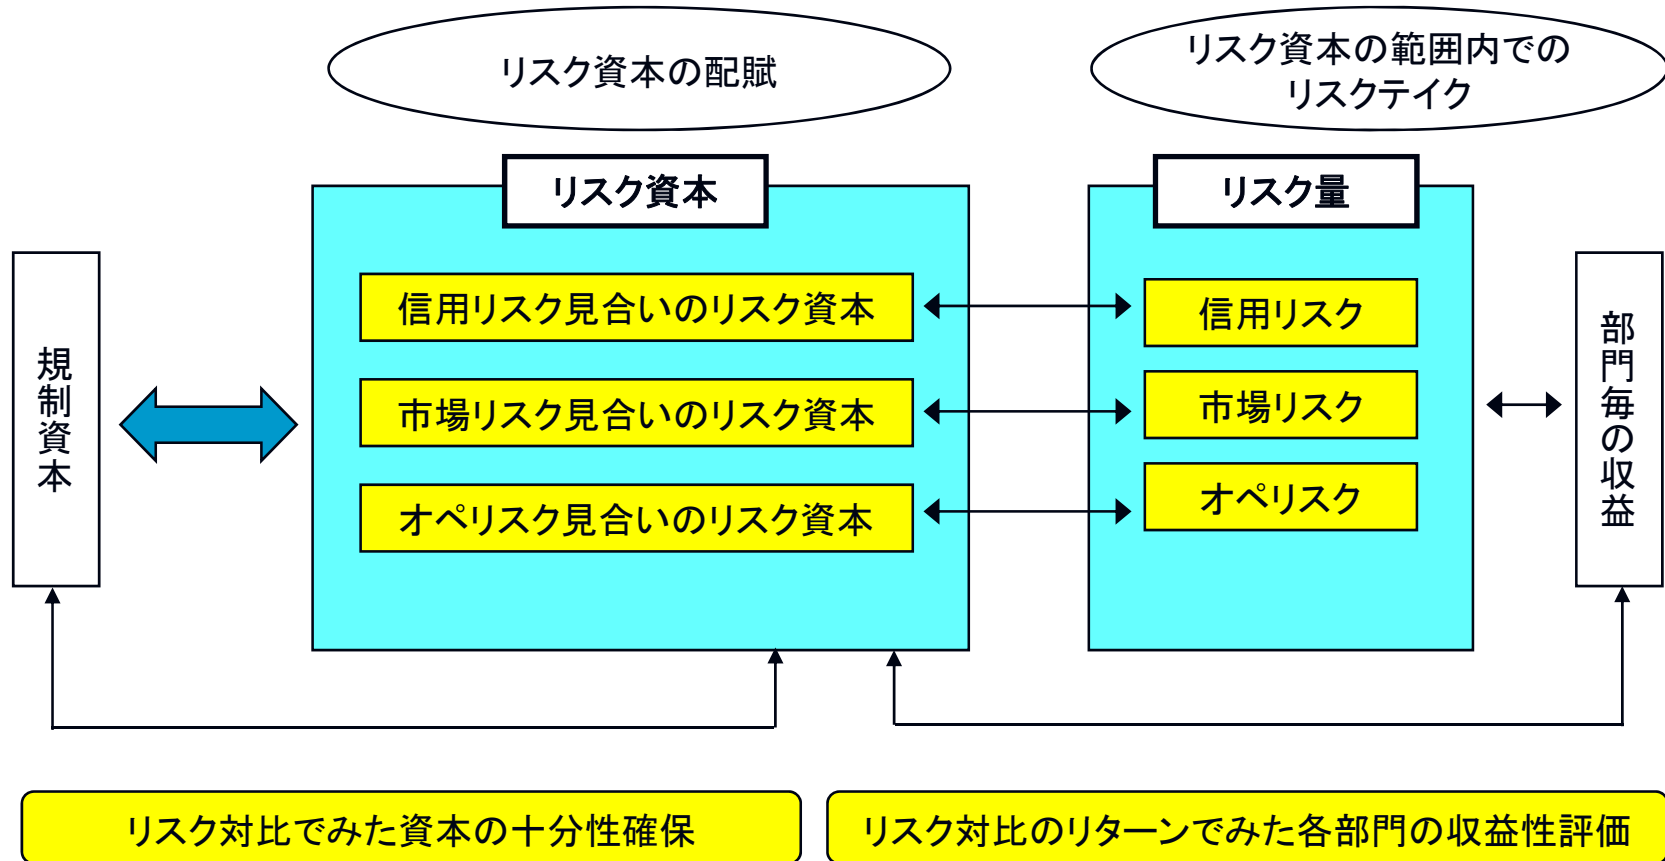 リスク資本の配賦
リスク資本の範囲内での
リスクテイク
リスク資本
リスク量
規制資本
信用リスク見合いのリスク資本
市場リスク見合いのリスク資本
オペリスク見合いのリスク資本
信用リスク
市場リスク
オペリスク
部門毎の収益
リスク対比でみた資本の十分性確保
リスク対比のリターンでみた各部門の収益性評価